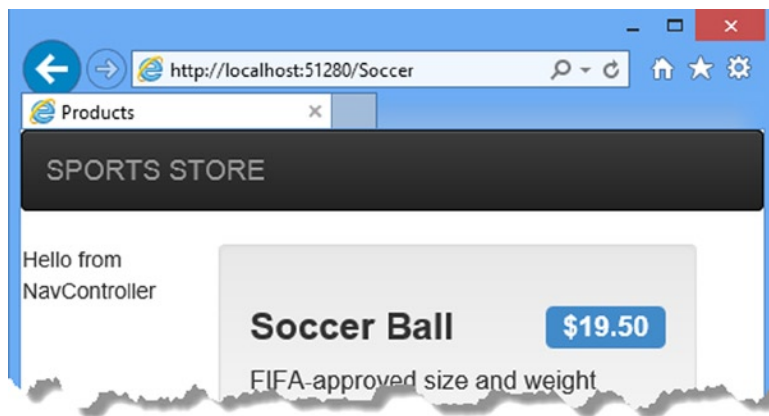 http://localhost:51280/Soccer
Products
SPORTS STORE
Hello from
NavController
Soccer Ball
$19.50
FIFA-approved size and weight